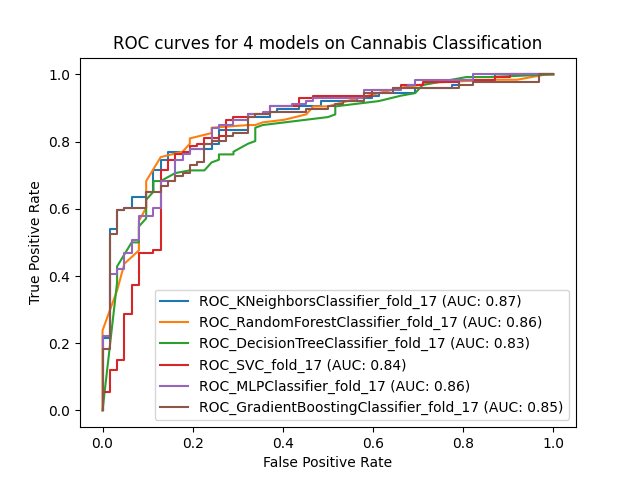 ROC curves for 4 models on Cannabis Classification
True Positive Rate
1.0
0.8
0.6
0.4
0.2
0.0
ROC_KNeighborsClassifier_fold_17 (AUC: 0.87)
ROC_RandomForestClassifier_fold_17 (AUC: 0.86)
ROC_DecisionTreeClassifier_fold_17 (AUC: 0.83)
ROC_SVC_fold_17 (AUC: 0.84)
ROC_MLPClassifier_fold_17 (AUC: 0.86)
ROC_GradientBoostingClassifier_fold_17 (AUC: 0.85)
0.0 0.2 0.4 0.6 0.8 1.0
False Positive Rate